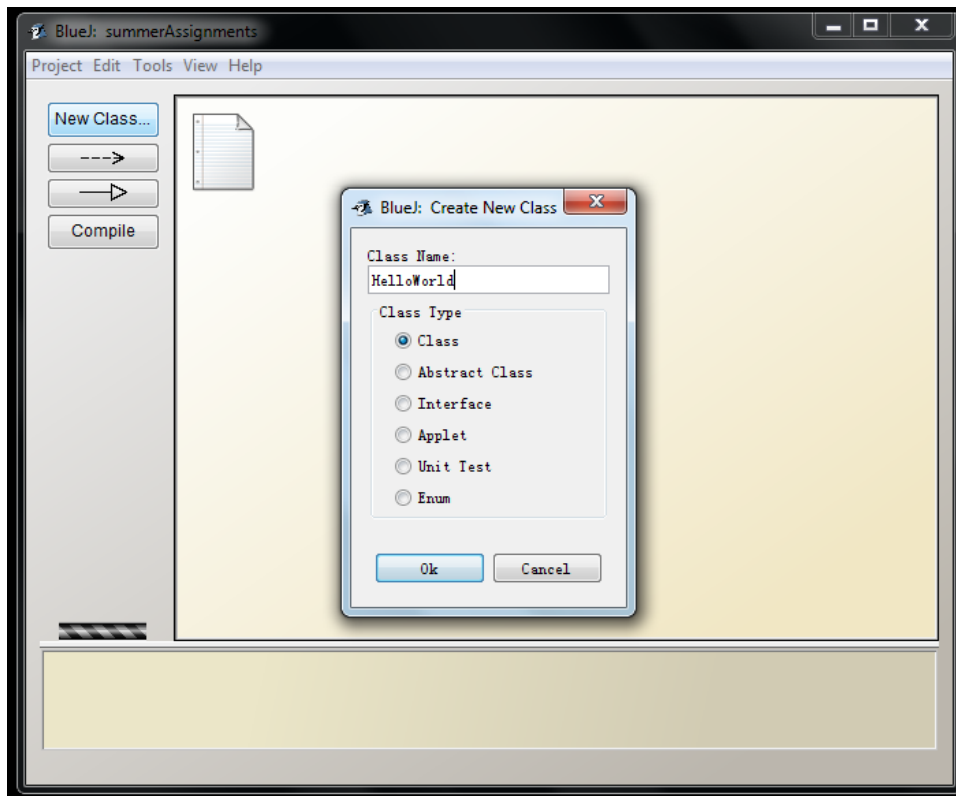 BlueJ: summerAssignments
Project Edit Tools View Help
New Class...
Compile
BlueJ: Create New Class
Class Name:
HelloWorld
Class Type
Class
Abstract Class
Interface
Applet
Unit Test
Enum
Ok Cancel